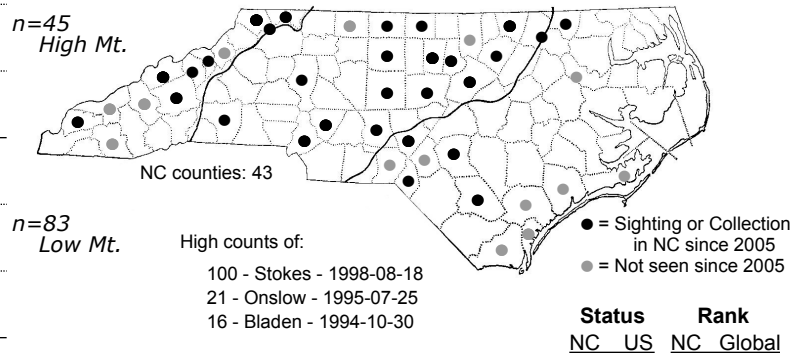 n=45
High Mt.
NC counties: 43
n=83
Low Mt.
High counts of:
100 - Stokes - 1998-08-18
21 - Onslow - 1995-07-25
16 - Bladen - 1994-10-30
● = Sighting or Collection
in NC since 2005
● = Not seen since 2005
Status Rank
NC US NC Global